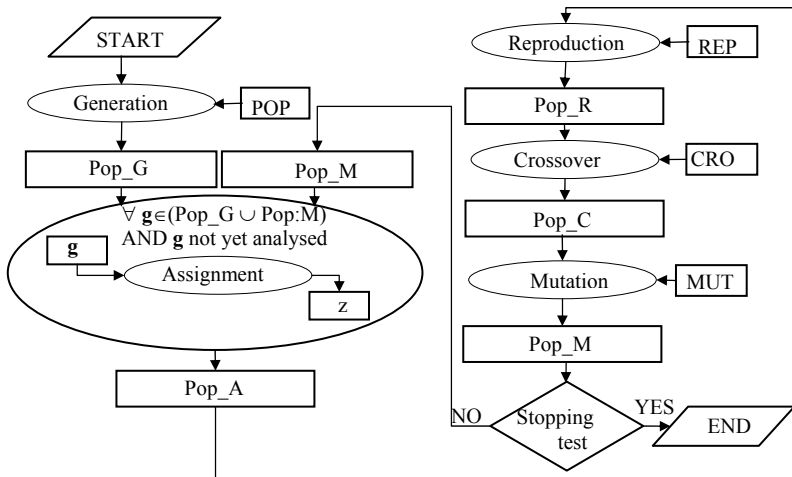 START
Generation
POP
Pop_G
Pop_M
∀ g∈(Pop_G ∪ Pop:M)
AND g not yet analysed
g
Assignment
z
Pop_A
Reproduction
REP
Pop_R
Crossover
CRO
Pop_C
Mutation
MUT
Pop_M
NO
Stopping
test
YES
END